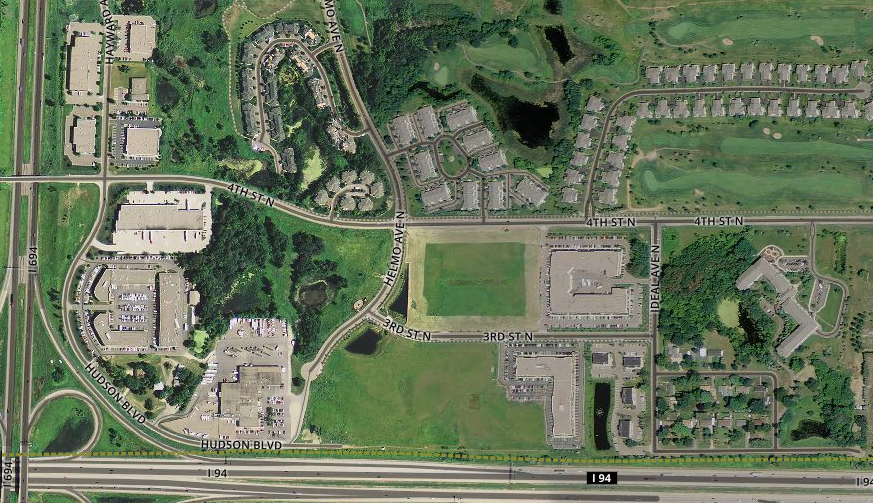 HELMO AVE N
HAYWARD A
4TH ST N
4TH ST N
4TH ST N
I 694
HELMO AVE N
IDEAL AVE N
3RD ST N
3RD ST N
HUDSON BLVD
HUDSON BLVD
I 694
I 94
I 94
I 94